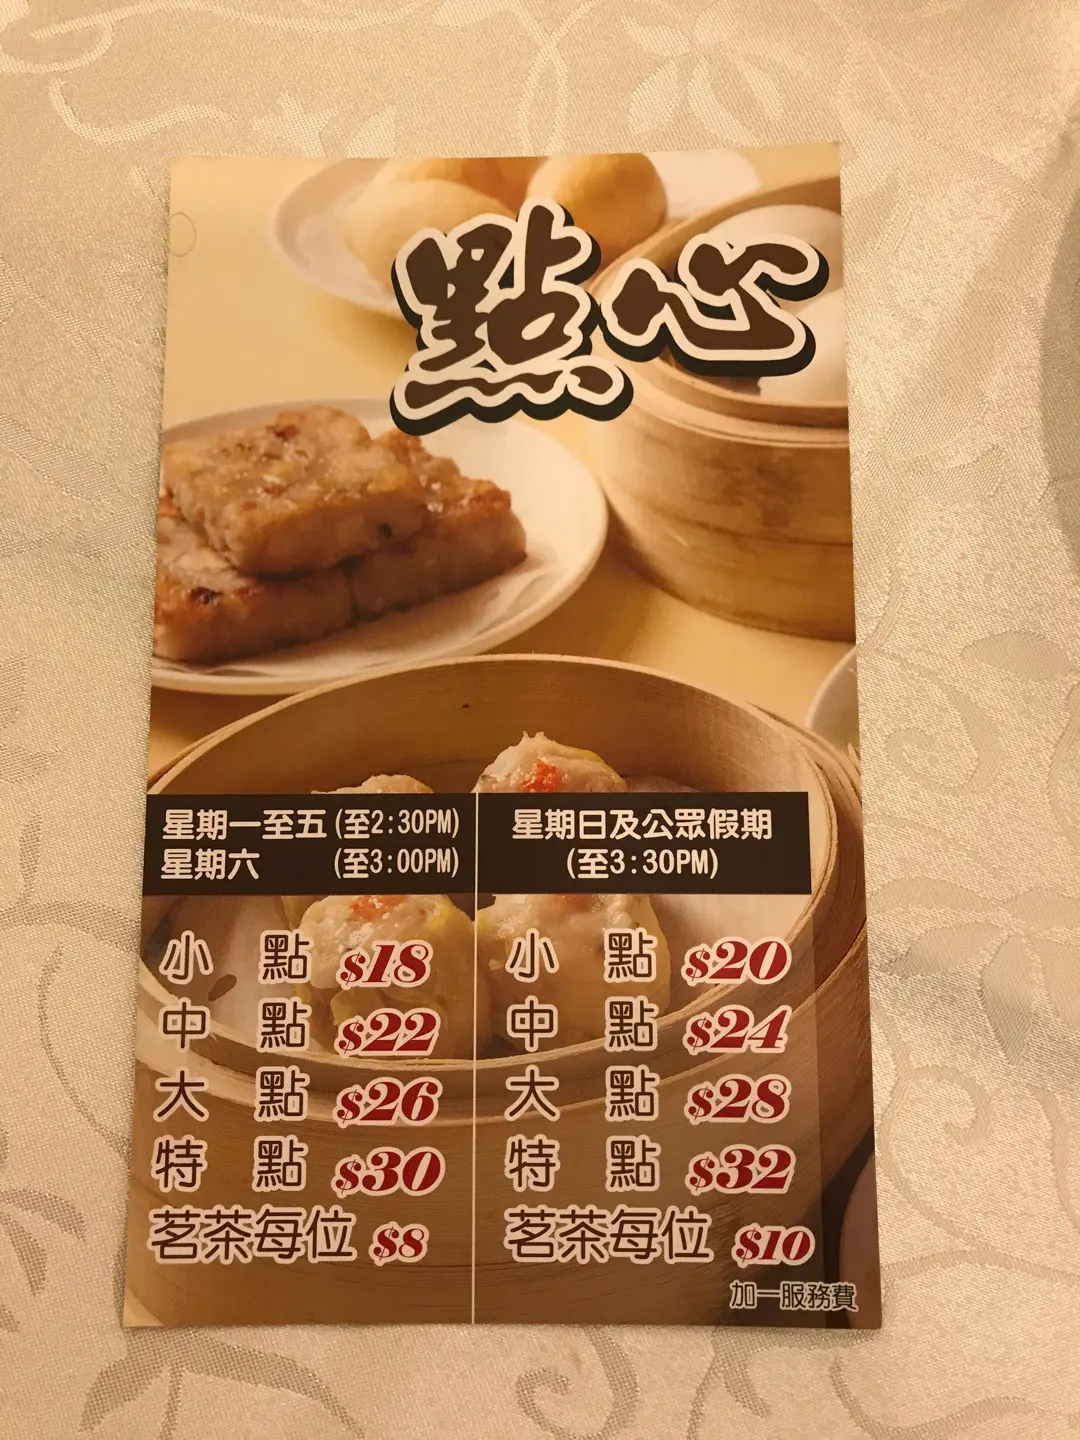 點心
星期一至五(至2:30PM)
星期六 (至3:00PM)
小點 $18
中點 $22
大點 $26
特點 $30
茗茶每位 $8
星期日及公眾假期
(至3:30PM)
小點 $20
中點 $24
大點 $28
特點 $32
茗茶每位 $10
加一服務費